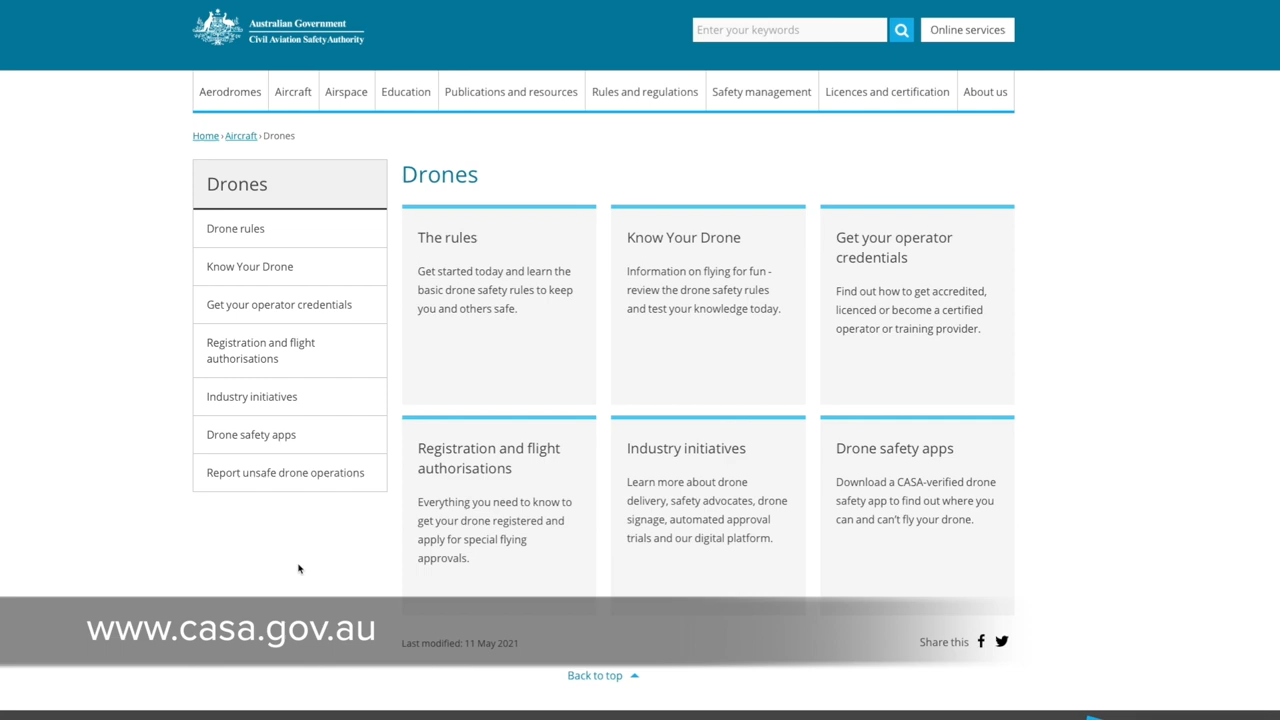 Australian Government
Civil Aviation Safety Authority
Enter your keywords
Online services
Aerodromes
Aircraft
Airspace
Education
Publications and resources
Rules and regulations
Safety management
Licences and certification
About us
Home › Aircraft › Drones
Drones
Drone rules
Know Your Drone
Get your operator credentials
Registration and flight
authorisations
Industry initiatives
Drone safety apps
Report unsafe drone operations
Drones
The rules
Get started today and learn the
basic drone safety rules to keep
you and others safe.
Know Your Drone
Information on flying for fun -
review the drone safety rules
and test your knowledge today.
Get your operator
credentials
Find out how to get accredited,
licenced or become a certified
operator or training provider.
Registration and flight
authorisations
Everything you need to know to
get your drone registered and
apply for special flying
approvals.
Industry initiatives
Learn more about drone
delivery, safety advocates, drone
signage, automated approval
trials and our digital platform.
Drone safety apps
Download a CASA-verified drone
safety app to find out where you
can and can't fly your drone.
www.casa.gov.au
Last modified: 11 May 2021
Share this
Back to top